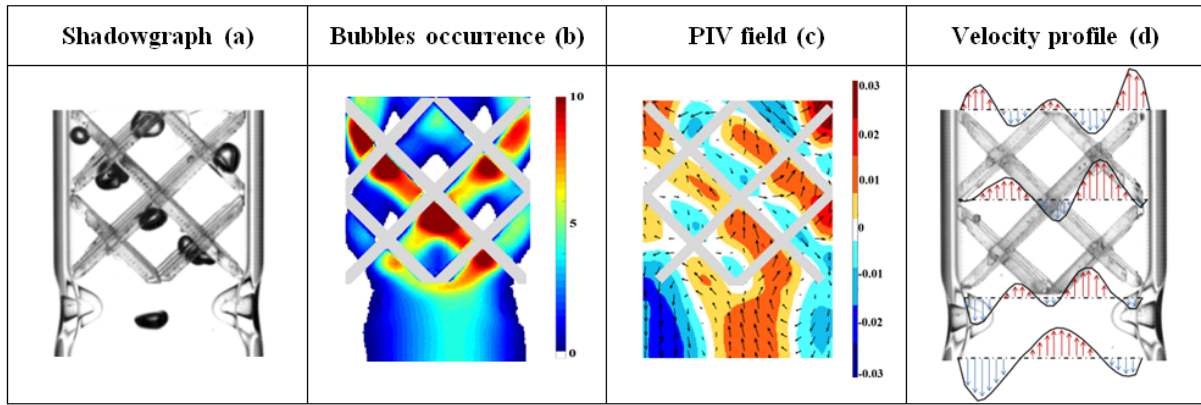 Shadowgraph (a)
Bubbles occurrence (b)
PIV field (c)
Velocity profile (d)
10
5
0
0.03
0.02
0.01
0
-0.01
-0.02
-0.03